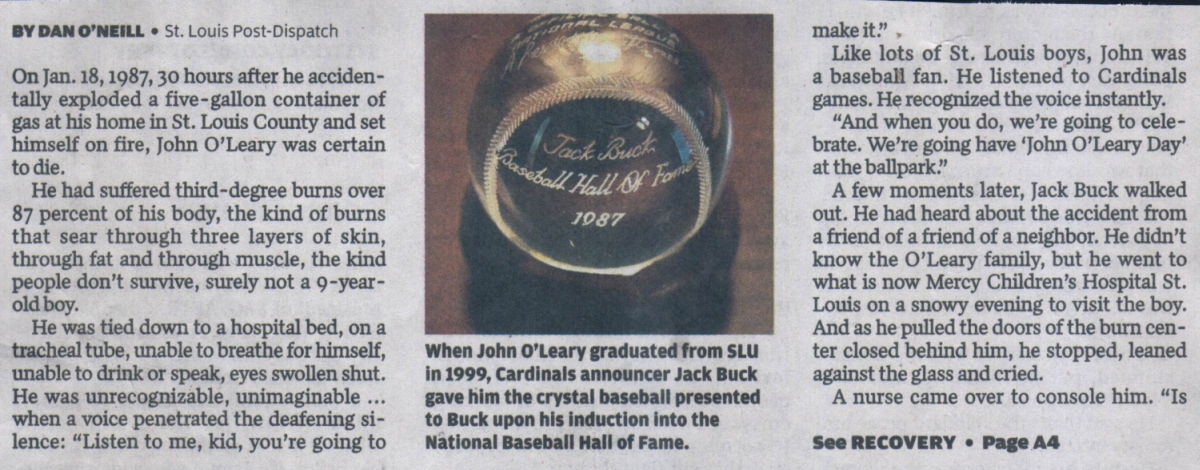 BY DAN O'NEILL • St. Louis Post-Dispatch
On Jan. 18, 1987, 30 hours after he acciden-
tally exploded a five-gallon container of
gas at his home in St. Louis County and set
himself on fire, John O'Leary was certain
to die.
He had suffered third-degree burns over
87 percent of his body, the kind of burns
that sear through three layers of skin,
through fat and through muscle, the kind
people don't survive, surely not a 9-year-
old boy.
He was tied down to a hospital bed, on a
tracheal tube, unable to breathe for himself,
unable to drink or speak, eyes swollen shut.
He was unrecognizable, unimaginable ...
when a voice penetrated the deafening si-
lence: “Listen to me, kid, you're going to
NATIONAL LEAGUE
Jack Buck
Baseball Hall Of Fame
1987
When John O'Leary graduated from SLU
in 1999, Cardinals announcer Jack Buck
gave him the crystal baseball presented
to Buck upon his induction into the
National Baseball Hall of Fame.
make it.”
Like lots of St. Louis boys, John was
a baseball fan. He listened to Cardinals
games. He recognized the voice instantly.
“And when you do, we're going to cele-
brate. We're going have ‘John O'Leary Day’
at the ballpark.”
A few moments later, Jack Buck walked
out. He had heard about the accident from
a friend of a friend of a neighbor. He didn't
know the O'Leary family, but he went to
what is now Mercy Children's Hospital St.
Louis on a snowy evening to visit the boy.
And as he pulled the doors of the burn cen-
ter closed behind him, he stopped, leaned
against the glass and cried.
A nurse came over to console him. “Is
See RECOVERY • Page A4